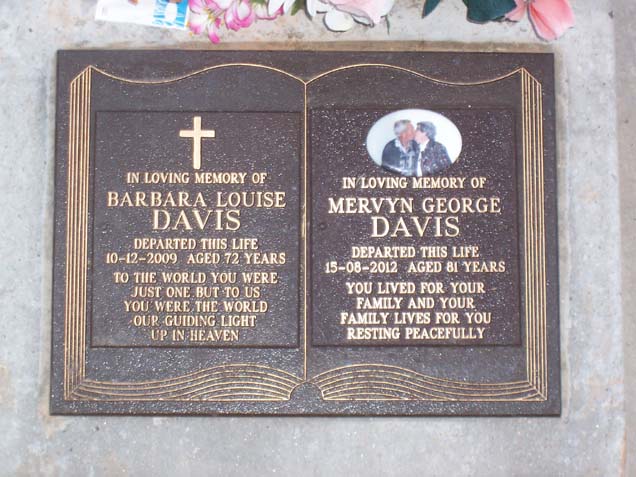 IN LOVING MEMORY OF
BARBARA LOUISE
DAVIS
DEPARTED THIS LIFE
10-12-2009 AGED 72 YEARS
TO THE WORLD YOU WERE
JUST ONE BUT TO US
YOU WERE THE WORLD
OUR GUIDING LIGHT
UP IN HEAVEN
IN LOVING MEMORY OF
MERVYN GEORGE
DAVIS
DEPARTED THIS LIFE
15-08-2012 AGED 81 YEARS
YOU LIVED FOR YOUR
FAMILY AND YOUR
FAMILY LIVES FOR YOU
RESTING PEACEFULLY